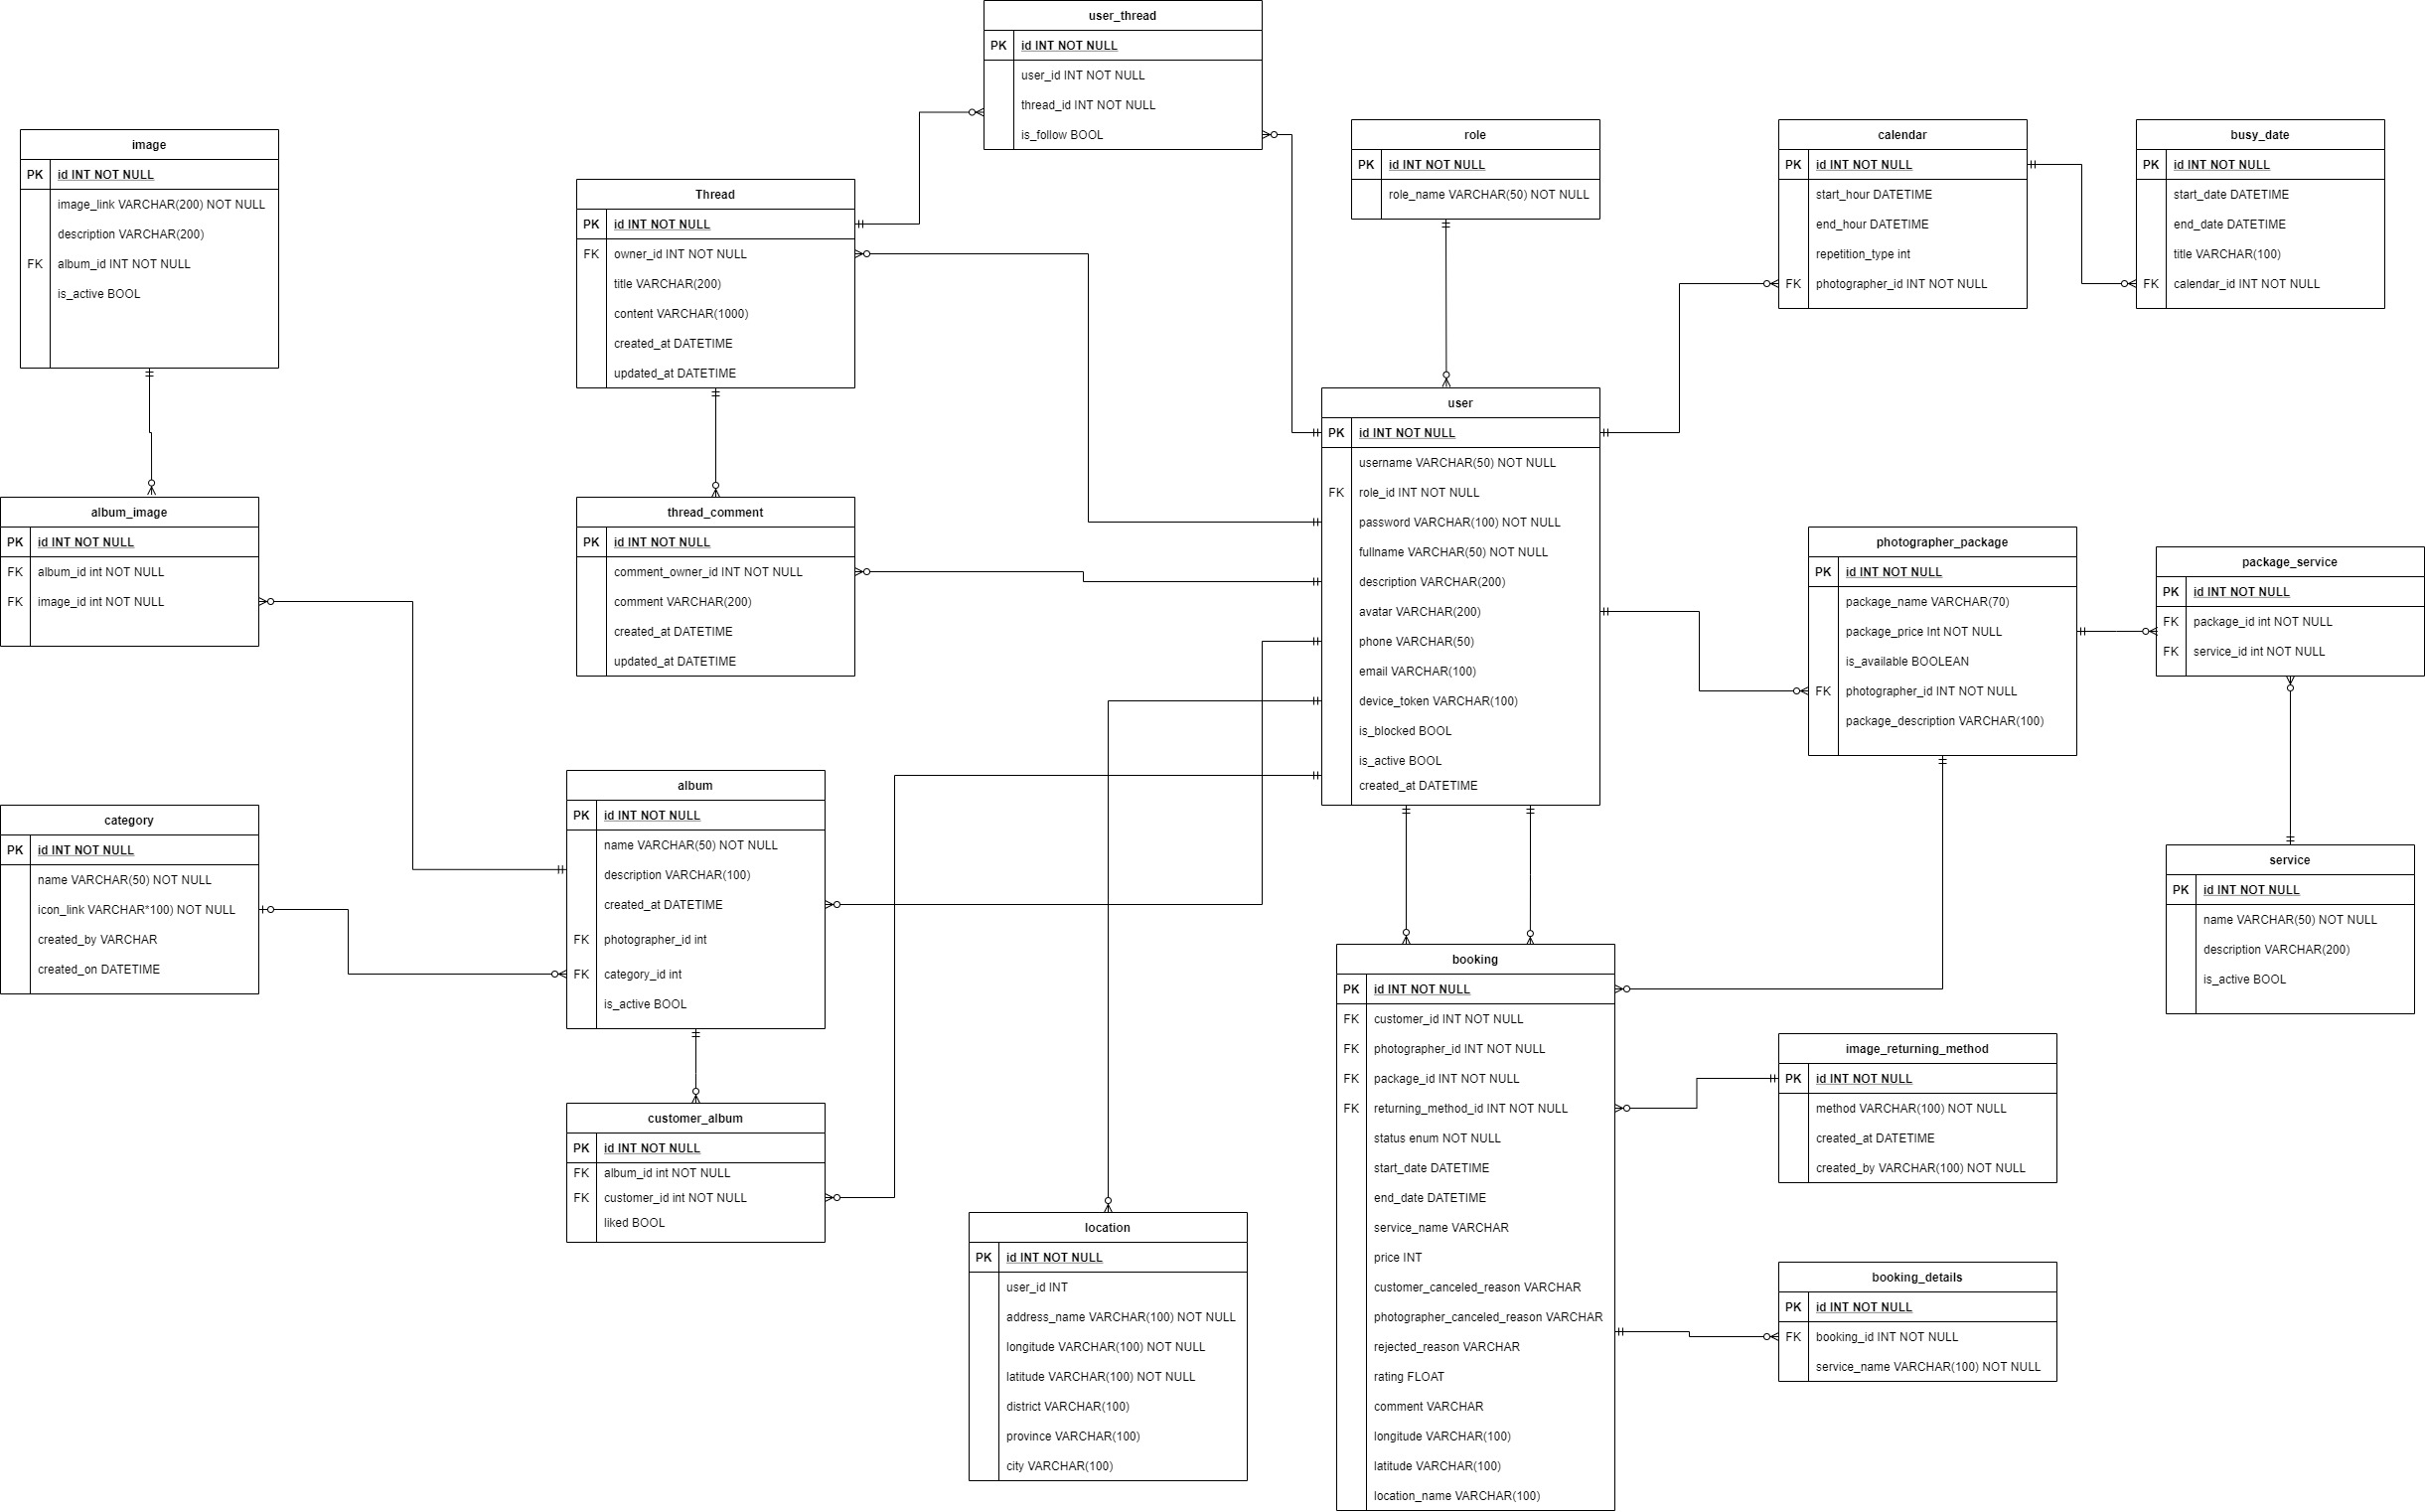 user_thread
PK id INT NOT NULL
user_id INT NOT NULL
thread_id INT NOT NULL
is_follow BOOL
image
PK id INT NOT NULL
image_link VARCHAR(200) NOT NULL
description VARCHAR(200)
FK album_id INT NOT NULL
is_active BOOL
Thread
PK id INT NOT NULL
FK owner_id INT NOT NULL
title VARCHAR(200)
content VARCHAR(1000)
created_at DATETIME
updated_at DATETIME
role
PK id INT NOT NULL
role_name VARCHAR(50) NOT NULL
calendar
PK id INT NOT NULL
start_hour DATETIME
end_hour DATETIME
repetition_type int
FK photographer_id INT NOT NULL
busy_date
PK id INT NOT NULL
start_date DATETIME
end_date DATETIME
title VARCHAR(100)
FK calendar_id INT NOT NULL
user
PK id INT NOT NULL
username VARCHAR(50) NOT NULL
FK role_id INT NOT NULL
password VARCHAR(100) NOT NULL
fullname VARCHAR(50) NOT NULL
description VARCHAR(200)
avatar VARCHAR(200)
phone VARCHAR(50)
email VARCHAR(100)
device_token VARCHAR(100)
is_blocked BOOL
is_active BOOL
created_at DATETIME
album_image
PK id INT NOT NULL
FK album_id int NOT NULL
FK image_id int NOT NULL
thread_comment
PK id INT NOT NULL
comment_owner_id INT NOT NULL
comment VARCHAR(200)
created_at DATETIME
updated_at DATETIME
photographer_package
PK id INT NOT NULL
package_name VARCHAR(70)
package_price Int NOT NULL
is_available BOOLEAN
FK photographer_id INT NOT NULL
package_description VARCHAR(100)
package_service
PK id INT NOT NULL
FK package_id int NOT NULL
FK service_id int NOT NULL
category
PK id INT NOT NULL
name VARCHAR(50) NOT NULL
icon_link VARCHAR*100) NOT NULL
created_by VARCHAR
created_on DATETIME
album
PK id INT NOT NULL
name VARCHAR(50) NOT NULL
description VARCHAR(100)
created_at DATETIME
FK photographer_id int
FK category_id int
is_active BOOL
service
PK id INT NOT NULL
name VARCHAR(50) NOT NULL
description VARCHAR(200)
is_active BOOL
customer_album
PK id INT NOT NULL
FK album_id int NOT NULL
FK customer_id int NOT NULL
liked BOOL
location
PK id INT NOT NULL
user_id INT
address_name VARCHAR(100) NOT NULL
longitude VARCHAR(100) NOT NULL
latitude VARCHAR(100) NOT NULL
district VARCHAR(100)
province VARCHAR(100)
city VARCHAR(100)
booking
PK id INT NOT NULL
FK customer_id INT NOT NULL
FK photographer_id INT NOT NULL
FK package_id INT NOT NULL
FK returning_method_id INT NOT NULL
status enum NOT NULL
start_date DATETIME
end_date DATETIME
service_name VARCHAR
price INT
customer_canceled_reason VARCHAR
photographer_canceled_reason VARCHAR
rejected_reason VARCHAR
rating FLOAT
comment VARCHAR
longitude VARCHAR(100)
latitude VARCHAR(100)
location_name VARCHAR(100)
image_returning_method
PK id INT NOT NULL
method VARCHAR(100) NOT NULL
created_at DATETIME
created_by VARCHAR(100) NOT NULL
booking_details
PK id INT NOT NULL
FK booking_id INT NOT NULL
service_name VARCHAR(100) NOT NULL